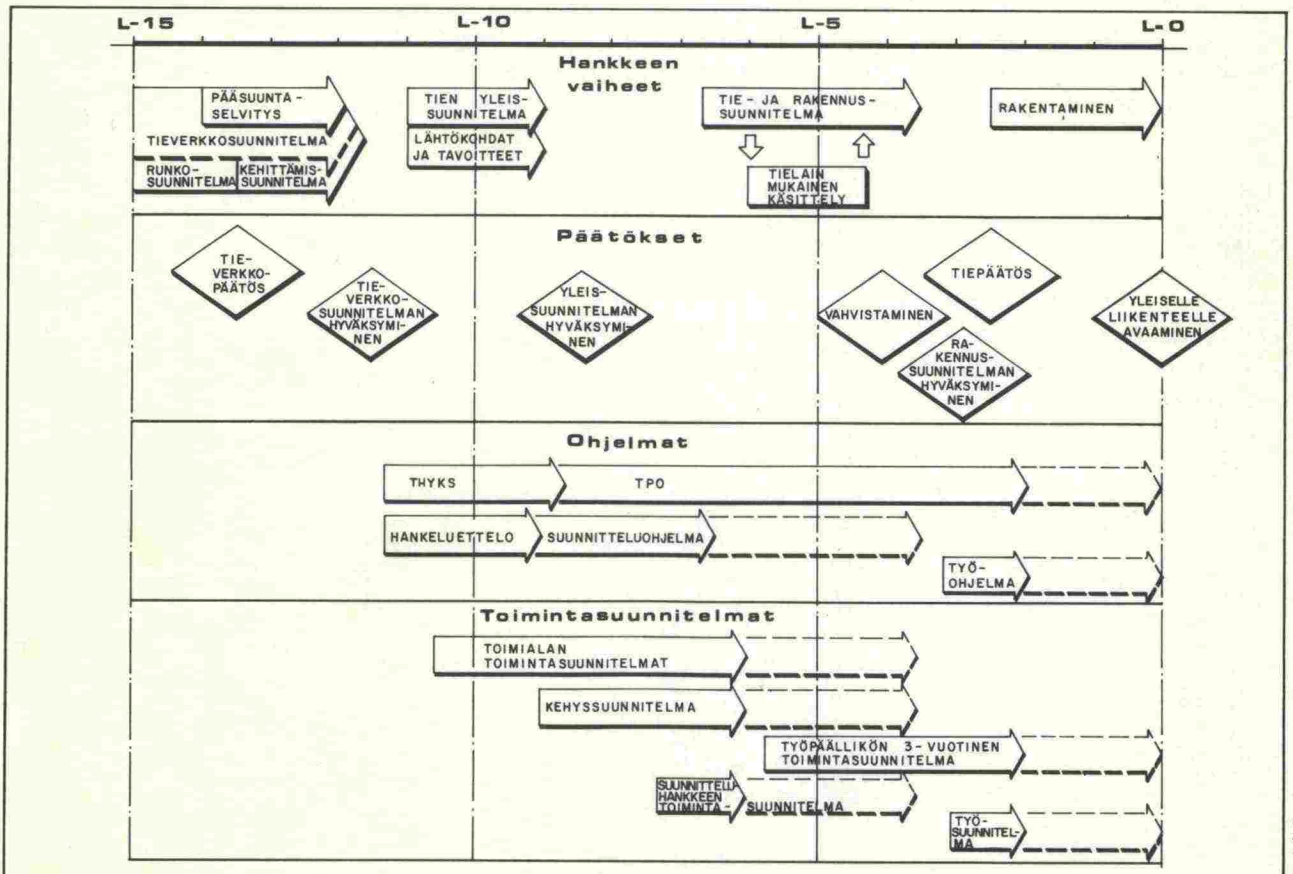 L-15 L-10 L-5 L-0
Hankkeen
vaiheet
PÄÄSUUNTA-
SELVITYS
TIEVERKKOSUUNNITELMA
RUNKO-
SUUNNITELMA
KEHITTÄMIS-
SUUNNITELMA
TIEN YLEIS-
SUUNNITELMA
LÄHTÖKOHDAT
JA TAVOITTEET
TIE- JA RAKENNUS-
SUUNNITELMA
TIELAIN
MUKAINEN
KÄSITTELY
RAKENTAMINEN
Päätökset
TIE-
VERKKO-
PÄÄTÖS
TIE-
VERKKO-
SUUNNITELMAN
HYVÄKSYMI-
NEN
YLEIS-
SUUNNITELMAN
HYVÄKSYMI-
NEN
VAHVISTAMINEN
TIEPÄÄTÖS
RA-
KENNUS-
SUUNNITELMAN
HYVÄKSYMI-
NEN
YLEISELLE
LIIKENTEELLE
AVAAMINEN
Ohjelmat
THYKS
TPO
HANKELUETTELO
SUUNNITTELUOHJELMA
TYÖ-
OHJELMA
Toimintasuunnitelmat
TOIMIALAN
TOIMINTASUUNNITELMAT
KEHYSSUUNNITELMA
TYÖPÄÄLLIKÖN 3-VUOTINEN
TOIMINTASUUNNITELMA
SUUNNITTELU-
HANKKEEN
TOIMINTA- SUUNNITELMA
TYÖ-
SUUNNITEL-
MA